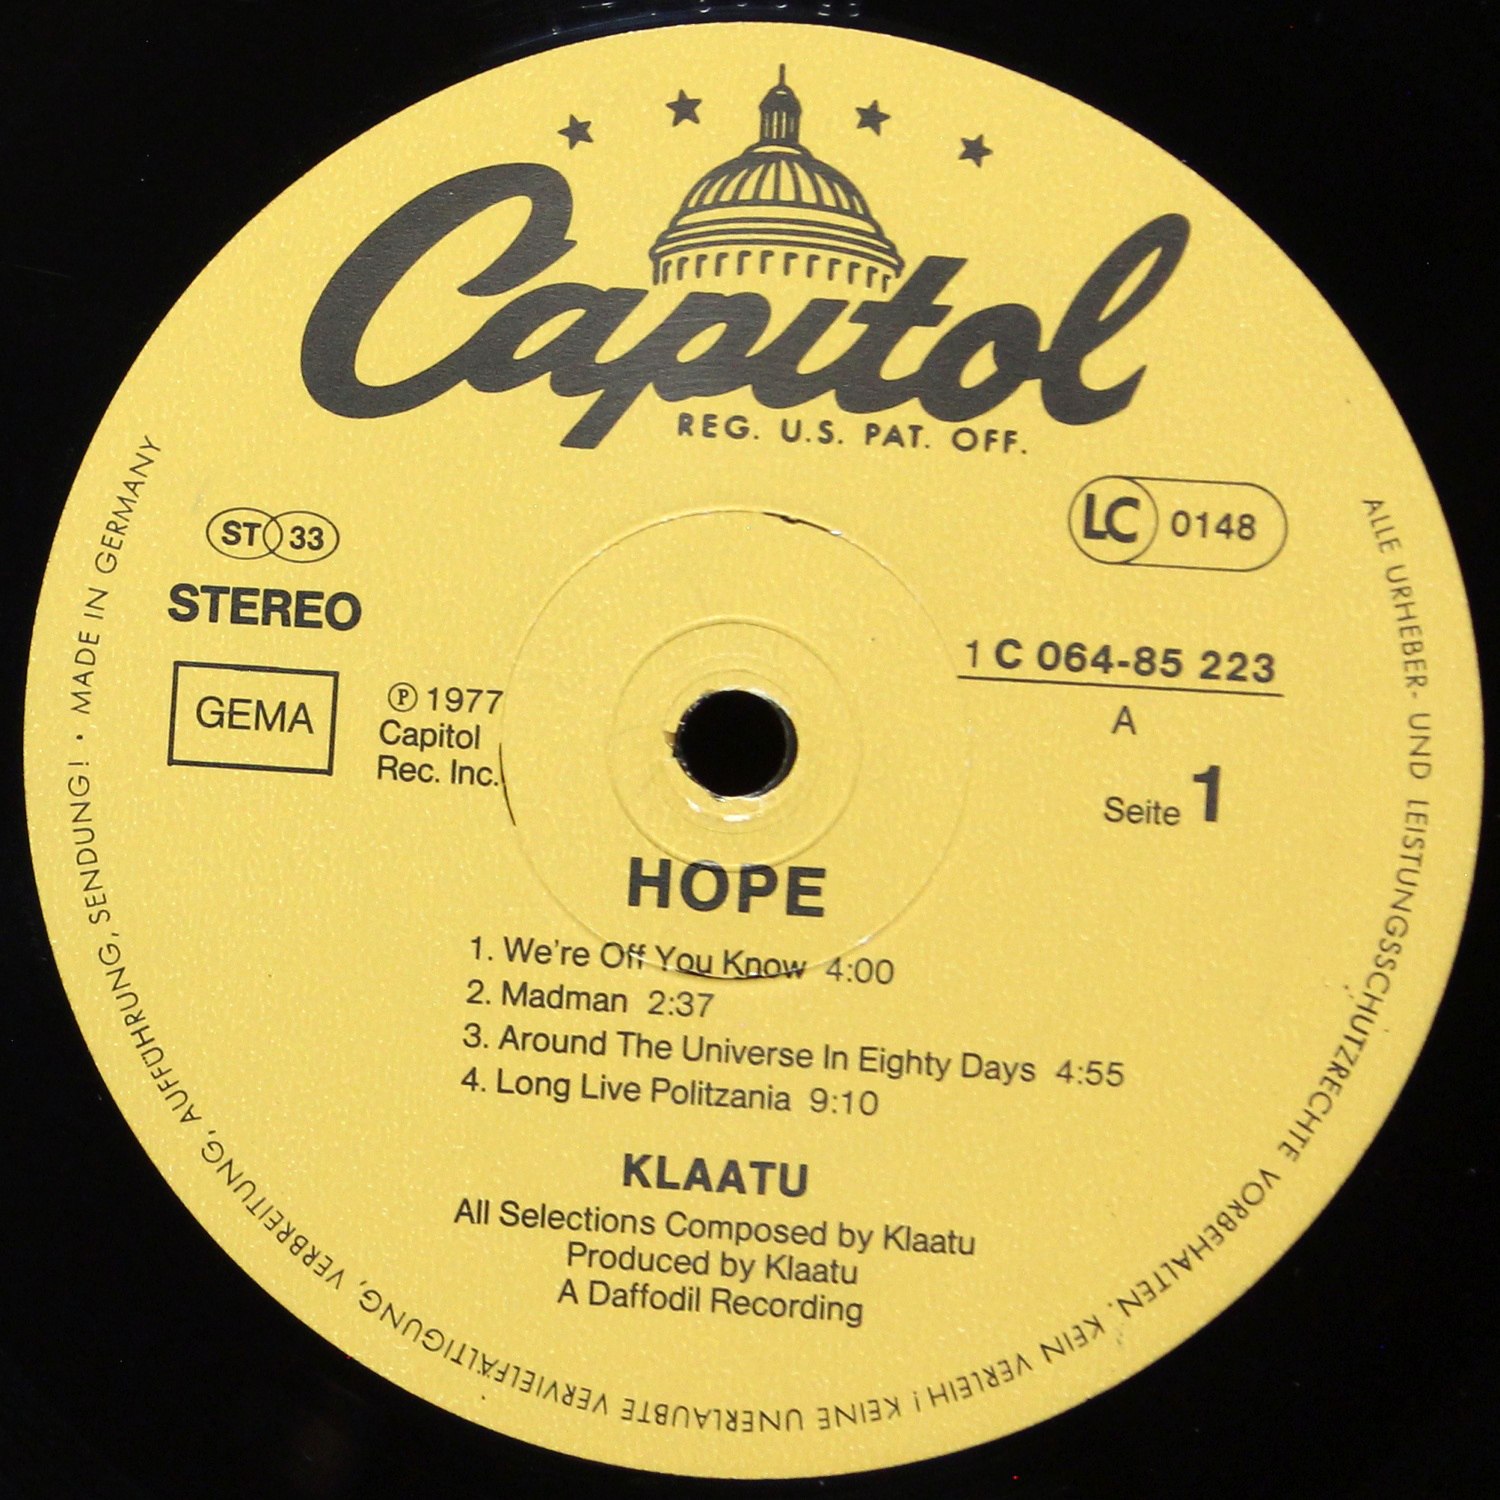 Capitol
REG. U.S. PAT. OFF.
ST 33
STEREO
GEMA
℗ 1977
Capitol
Rec. Inc.
LC 0148
1 C 064-85 223
A
Seite 1
HOPE
1. We're Off You Know 4:00
2. Madman 2:37
3. Around The Universe In Eighty Days 4:55
4. Long Live Politzania 9:10
KLAATU
All Selections Composed by Klaatu
Produced by Klaatu
A Daffodil Recording
ALLE URHEBER- UND LEISTUNGSSCHUTZRECHTE VORBEHALTEN. KEIN VERLEIH! KEINE UNERLAUBTE VERVIELFÄLTIGUNG, VERBREITUNG, AUFFÜHRUNG, SENDUNG! · MADE IN GERMANY